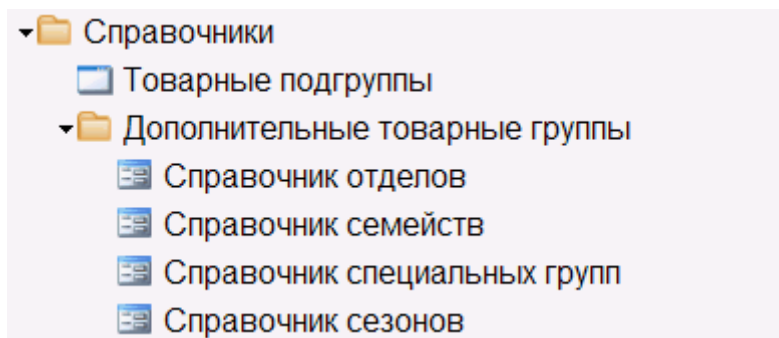 Справочники
Товарные подгруппы
Дополнительные товарные группы
Справочник отделов
Справочник семейств
Справочник специальных групп
Справочник сезонов